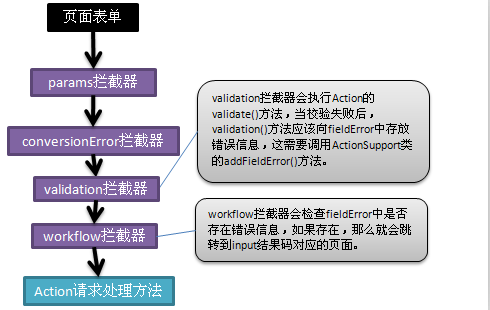 页面表单
params拦截器
conversionError拦截器
validation拦截器
workflow拦截器
Action请求处理方法
validation拦截器会执行Action的
validate()方法，当校验失败后，
validation()方法应该向fieldError中存放
错误信息，这需要调用ActionSupport类
的addFieldError()方法。
workflow拦截器会检查fieldError中是否
存在错误信息，如果存在，那么就会跳
转到input结果码对应的页面。